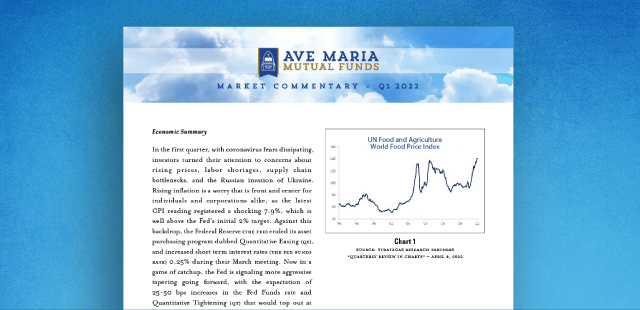 AVE MARIA
MUTUAL FUNDS
MARKET COMMENTARY – Q1 2022
Economic Summary
In the first quarter, with coronavirus fears dissipating,
investors turned their attention to concerns about
rising prices, labor shortages, supply chain
bottlenecks, and the Russian invasion of Ukraine.
Rising inflation is a worry that is front and center for
individuals and corporations alike, as the latest
CPI reading registered a shocking 7.9%, which is
well above the Fed's initial 2% target. Against this
backdrop, the Federal Reserve (THE FED) ended its asset
purchasing program dubbed Quantitative Easing (QE),
and increased short term interest rates (THE FED FUNDS
RATE) 0.25% during their March meeting. Now in a
game of catchup, the Fed is signaling more aggressive
tapering going forward, with the expectation of
25-50 bps increases in the Fed Funds rate and
Quantitative Tightening (QT) that would top out at
UN Food and Agriculture
World Food Price Index
Chart 1
SOURCE: STRATEGAS RESEARCH PARTNERS
"QUARTERLY REVIEW IN CHARTS" – APRIL 4, 2022